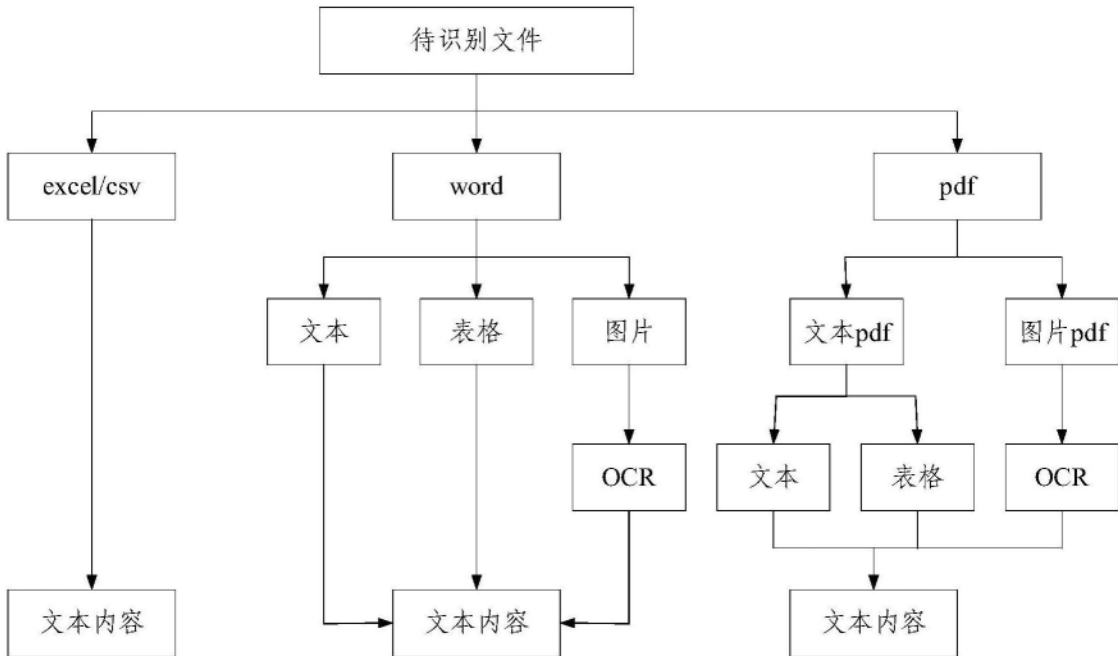 待识别文件
excel/csv
word
pdf
文本
表格
图片
文本pdf
图片pdf
OCR
文本
表格
OCR
文本内容
文本内容
文本内容